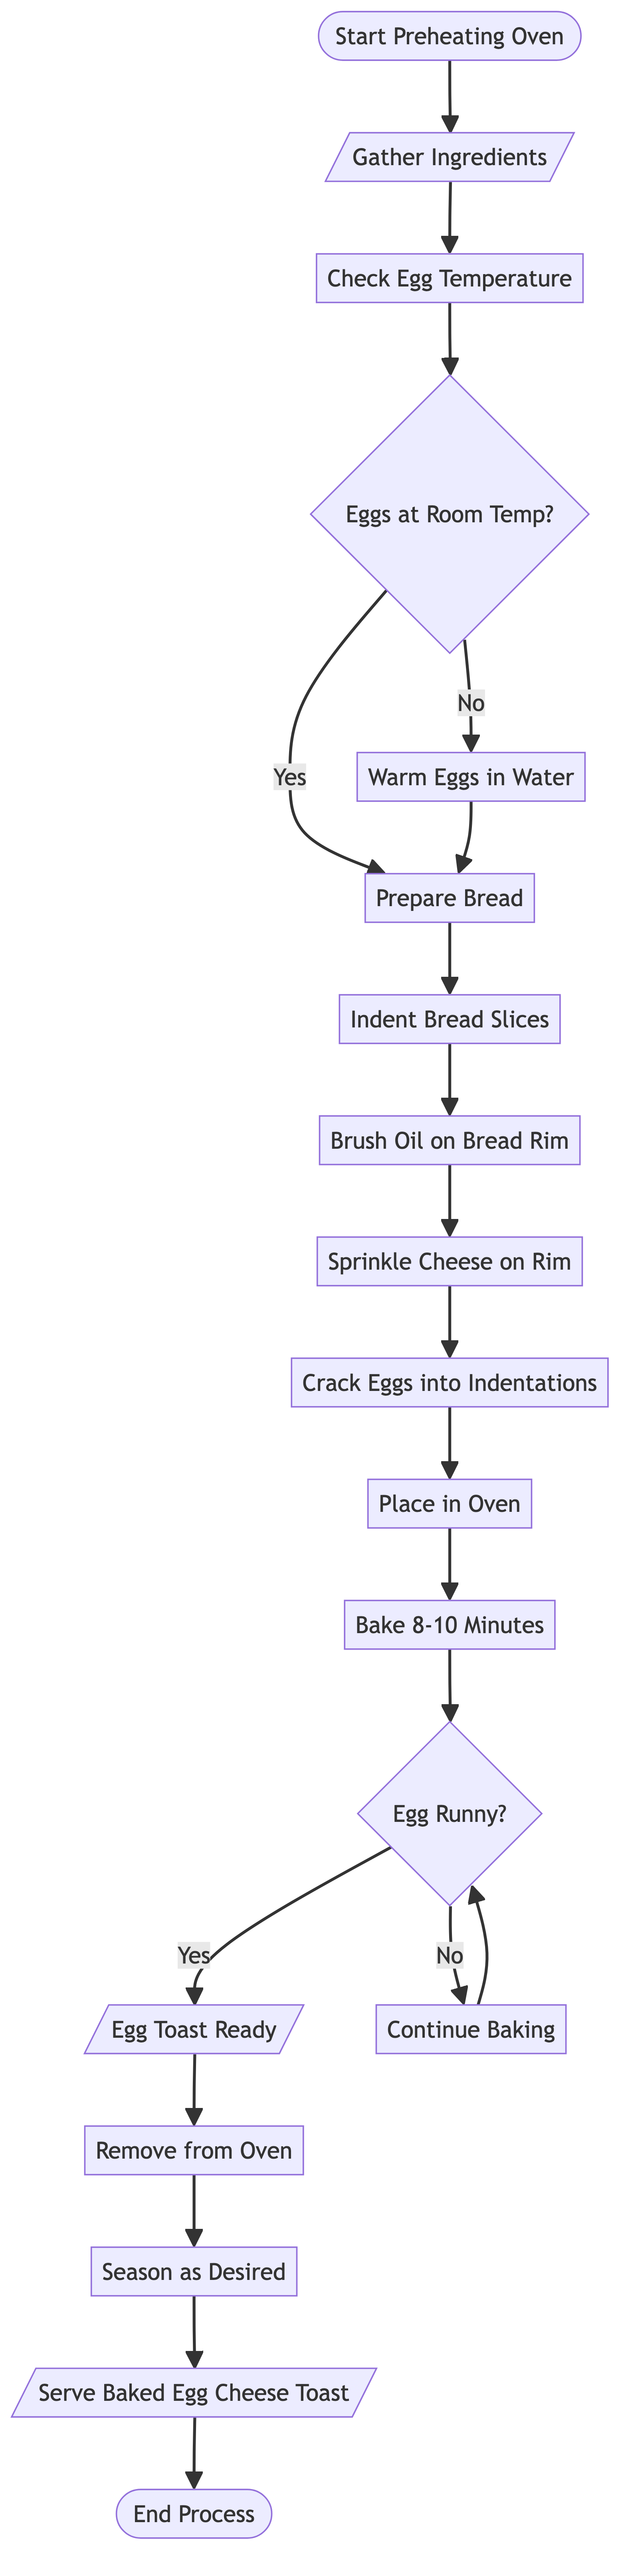 Start Preheating Oven
Gather Ingredients
Check Egg Temperature
Eggs at Room Temp?
No
Yes
Warm Eggs in Water
Prepare Bread
Indent Bread Slices
Brush Oil on Bread Rim
Sprinkle Cheese on Rim
Crack Eggs into Indentations
Place in Oven
Bake 8-10 Minutes
Egg Runny?
Yes
No
Egg Toast Ready
Continue Baking
Remove from Oven
Season as Desired
Serve Baked Egg Cheese Toast
End Process